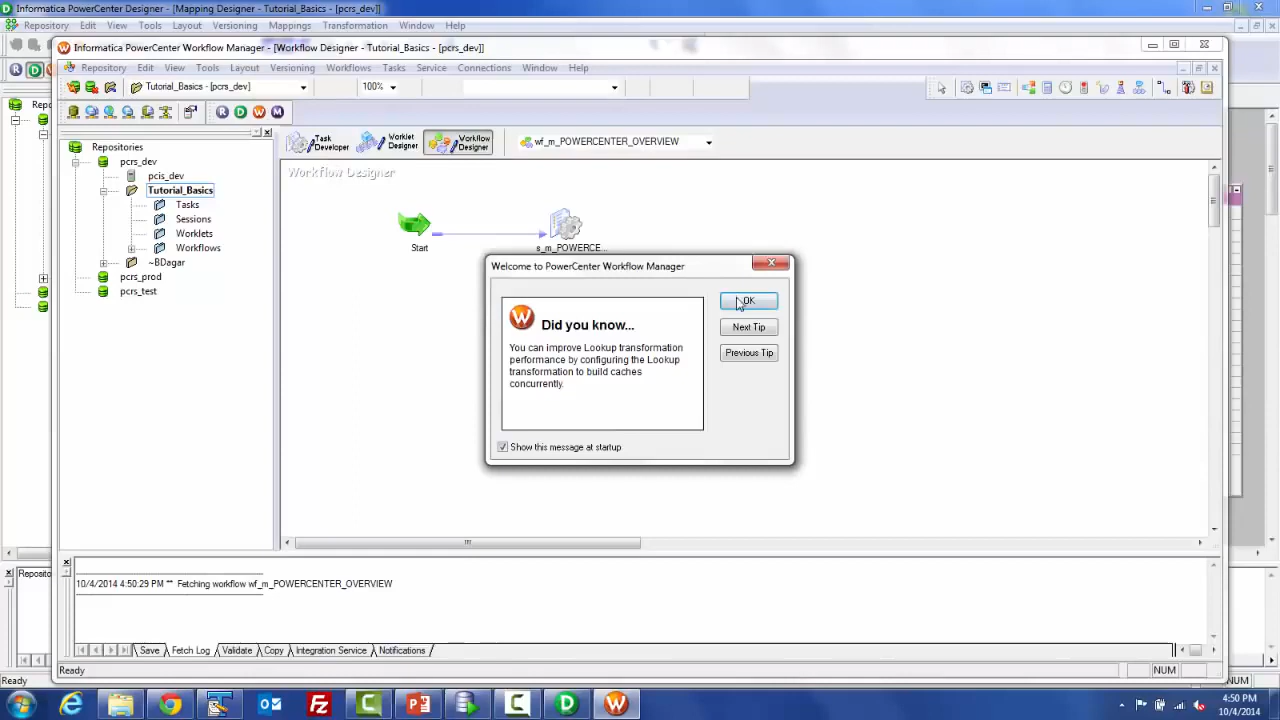 Informatica PowerCenter Designer - [Mapping Designer - Tutorial_Basics - [pcrs_dev]]
Repository Edit View Tools Layout Versioning Mappings Transformation Window Help
Informatica PowerCenter Workflow Manager - [Workflow Designer - Tutorial_Basics - [pcrs_dev]]
Repository Edit View Tools Layout Versioning Workflows Tasks Service Connections Window Help
Tutorial_Basics - [pcrs_dev] 100%
R D R D W M
Task Developer
Worklet Designer
Workflow Designer
wf_m_POWERCENTER_OVERVIEW
Repo
Repositories
pcrs_dev
pcis_dev
Tutorial_Basics
Tasks
Sessions
Worklets
Workflows
~BDagar
pcrs_prod
pcrs_test
Workflow Designer
Start
s_m_POWERCE...
Welcome to PowerCenter Workflow Manager
W
Did you know...
You can improve Lookup transformation
performance by configuring the Lookup
transformation to build caches
concurrently.
OK
Next Tip
Previous Tip
Show this message at startup
Reposito
10/4/2014 4:50:29 PM ** Fetching workflow wf_m_POWERCENTER_OVERVIEW
Save Fetch Log Validate Copy Integration Service Notifications
Ready NUM
Ready NUM
4:50 PM
10/4/2014